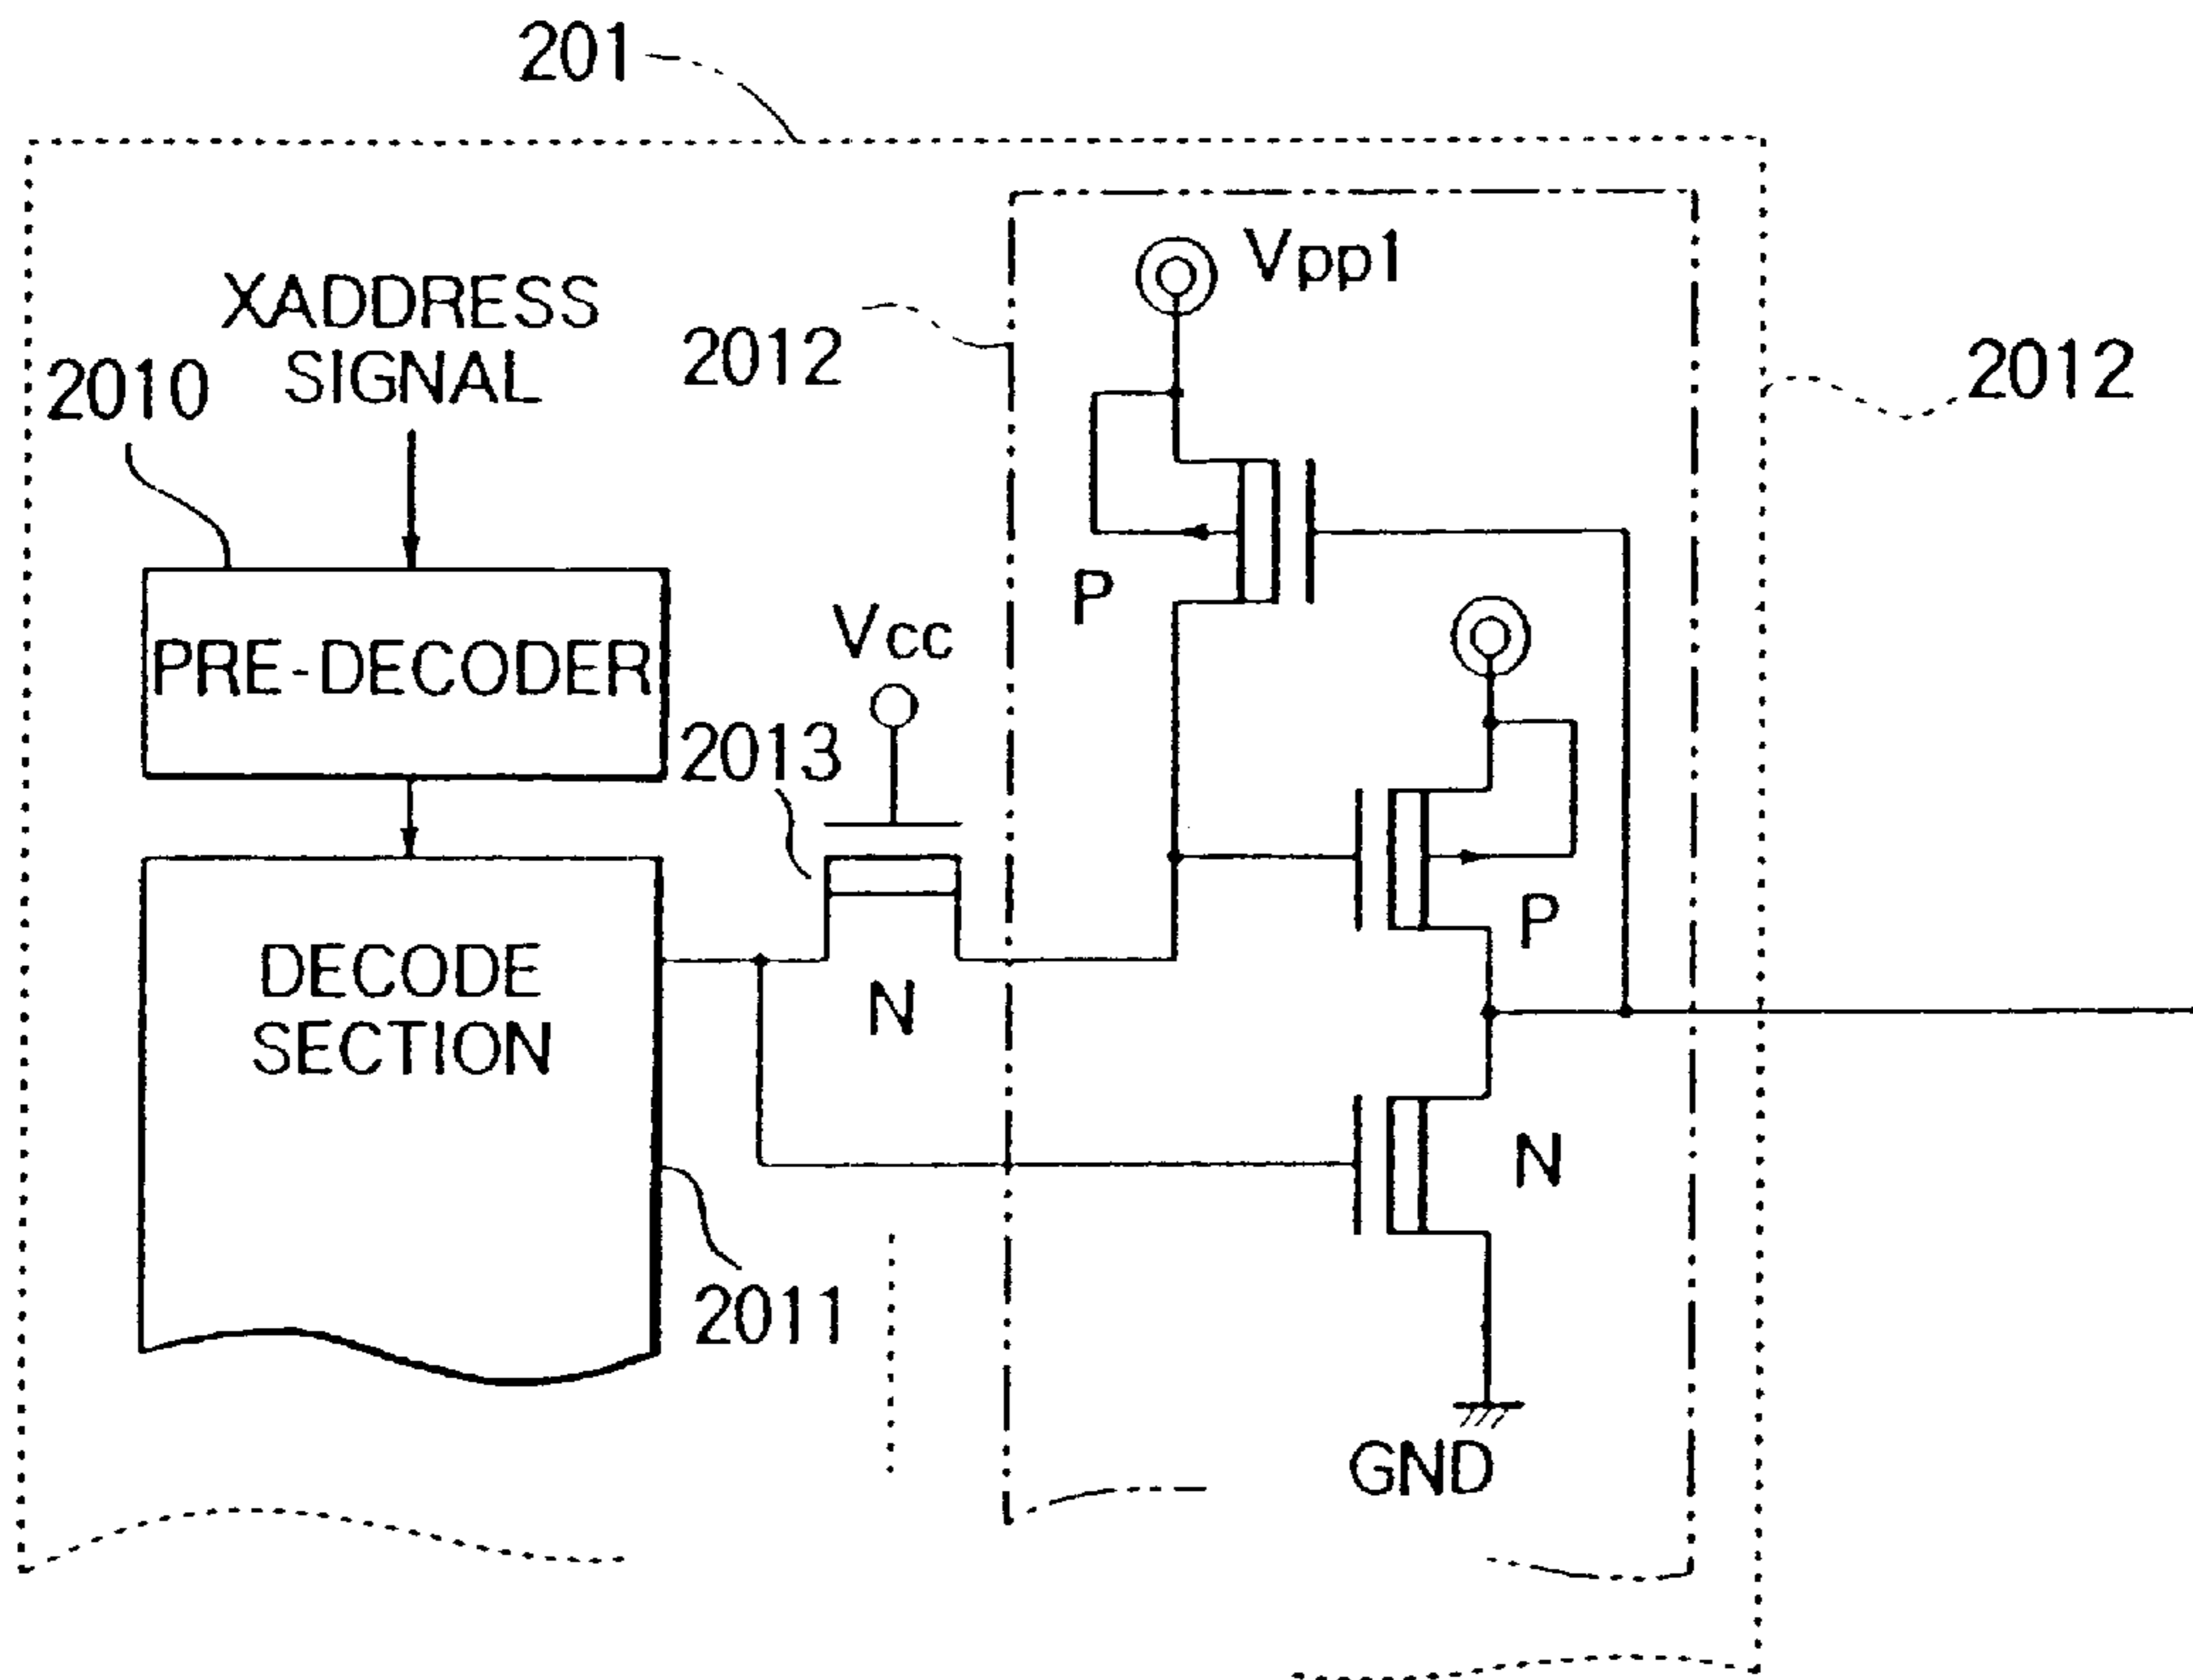 201
XADDRESS
SIGNAL
2010
2012
Vpp1
2012
PRE-DECODER
Vcc
2013
P
P
DECODE
SECTION
N
N
2011
GND